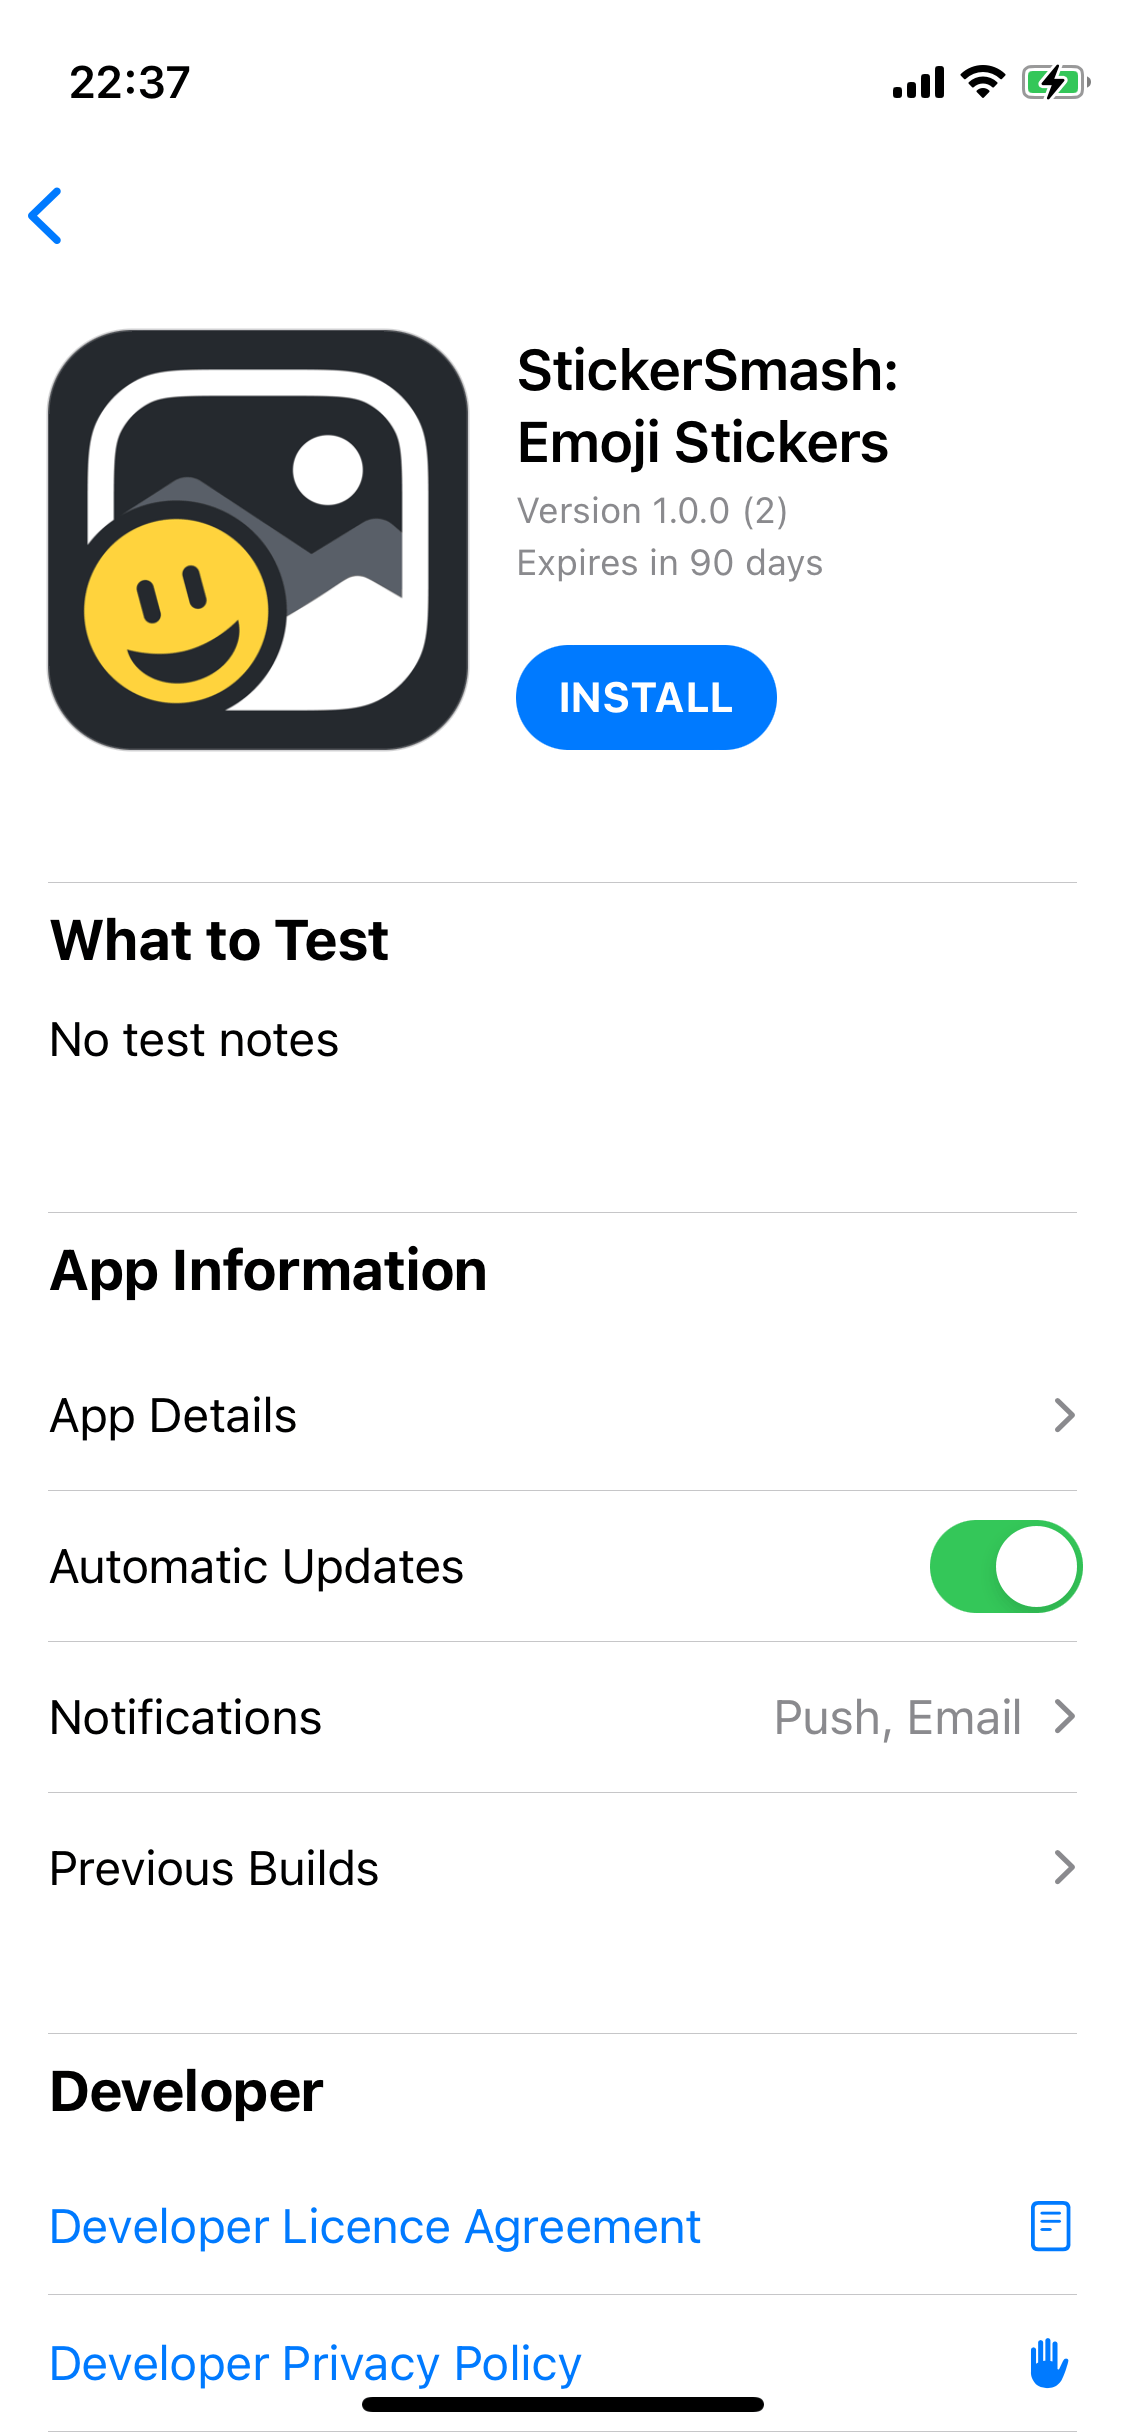 22:37
StickerSmash:
Emoji Stickers
Version 1.0.0 (2)
Expires in 90 days
INSTALL
What to Test
No test notes
App Information
App Details
Automatic Updates
Notifications Push, Email
Previous Builds
Developer
Developer Licence Agreement
Developer Privacy Policy